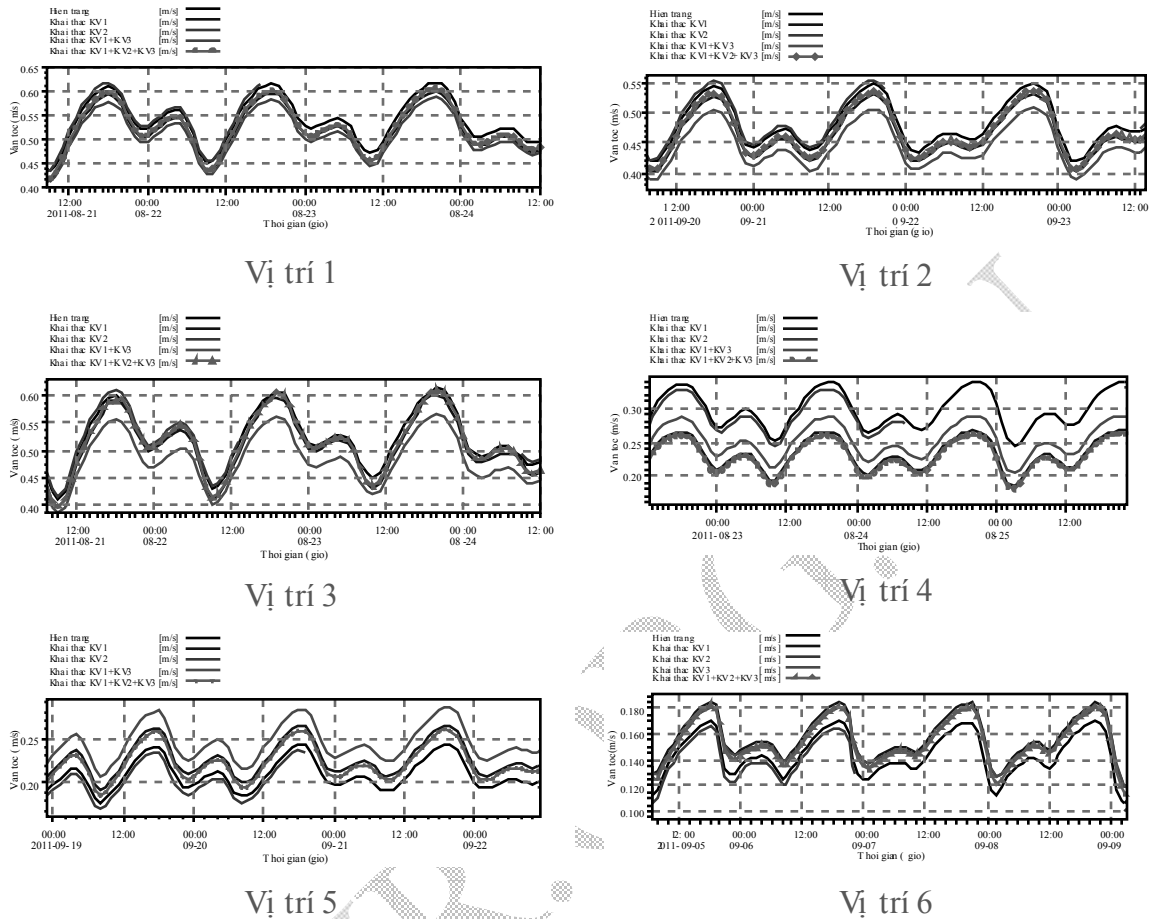 Hien trang [m/s]
Khai thac KV1 [m/s]
Khai thac KV2 [m/s]
Khai thac KV1+KV3 [m/s]
Khai thac KV1+KV2+KV3 [m/s]
0.65
0.60
0.55
0.50
0.45
0.40
Van toc (m/s)
12:00 00:00 12:00 00:00 12:00 00:00 12:00
2011-08-21 08-22 08-23 08-24
Thoi gian (gio)
Vị trí 1
Hien trang [m/s]
Khai thac KV1 [m/s]
Khai thac KV2 [m/s]
Khai thac KV1+KV3 [m/s]
Khai thac KV1+KV2+KV3 [m/s]
0.55
0.50
0.45
0.40
Van toc (m/s)
12:00 00:00 12:00 00:00 12:00 00:00 12:00
2011-09-20 09-21 09-22 09-23
Thoi gian (gio)
Vị trí 2
Hien trang [m/s]
Khai thac KV1 [m/s]
Khai thac KV2 [m/s]
Khai thac KV1+KV3 [m/s]
Khai thac KV1+KV2+KV3 [m/s]
0.60
0.55
0.50
0.45
0.40
Van toc (m/s)
12:00 00:00 12:00 00:00 12:00 00:00 12:00
2011-08-21 08-22 08-23 08-24
Thoi gian (gio)
Vị trí 3
Hien trang [m/s]
Khai thac KV1 [m/s]
Khai thac KV2 [m/s]
Khai thac KV1+KV3 [m/s]
Khai thac KV1+KV2+KV3 [m/s]
0.30
0.25
0.20
Van toc (m/s)
00:00 12:00 00:00 12:00 00:00 12:00
2011-08-23 08-24 08-25
Thoi gian (gio)
Vị trí 4
Hien trang [m/s]
Khai thac KV1 [m/s]
Khai thac KV2 [m/s]
Khai thac KV1+KV3 [m/s]
Khai thac KV1+KV2+KV3 [m/s]
0.25
0.20
Van toc (m/s)
00:00 12:00 00:00 12:00 00:00 12:00 00:00
2011-09-19 09-20 09-21 09-22
Thoi gian (gio)
Vị trí 5
Hien trang [m/s]
Khai thac KV1 [m/s]
Khai thac KV2 [m/s]
Khai thac KV3 [m/s]
Khai thac KV1+KV2+KV3 [m/s]
0.180
0.160
0.140
0.120
0.100
Van toc(m/s)
12:00 00:00 12:00 00:00 12:00 00:00 12:00 00:00
2011-09-05 09-06 09-07 09-08 09-09
Thoi gian (gio)
Vị trí 6